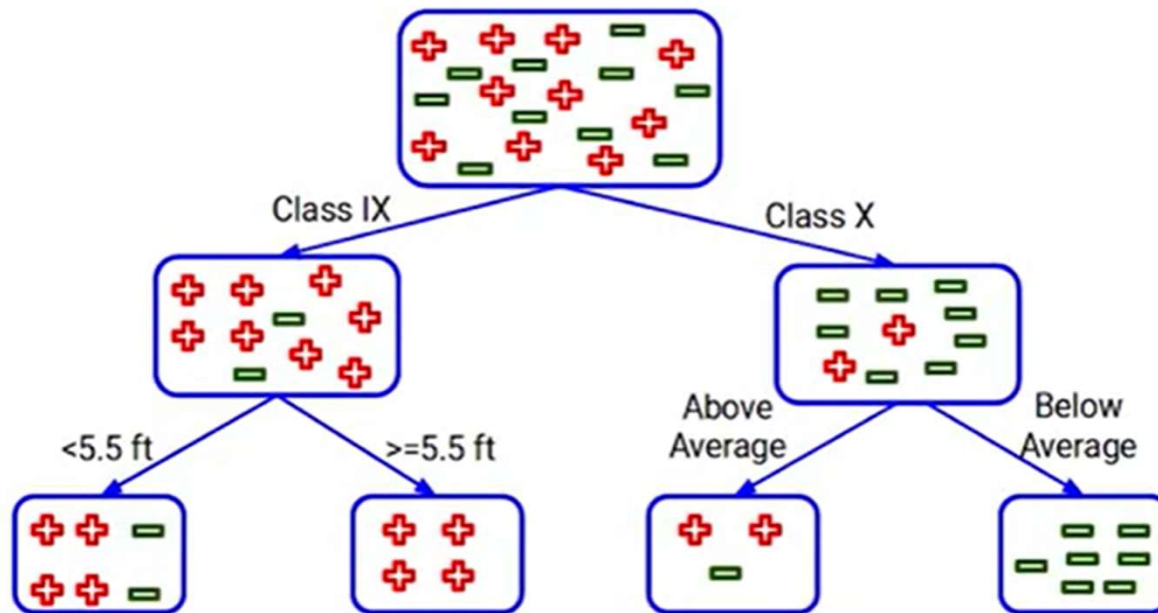 Class IX
Class X
<5.5 ft
>=5.5 ft
Above
Average
Below
Average